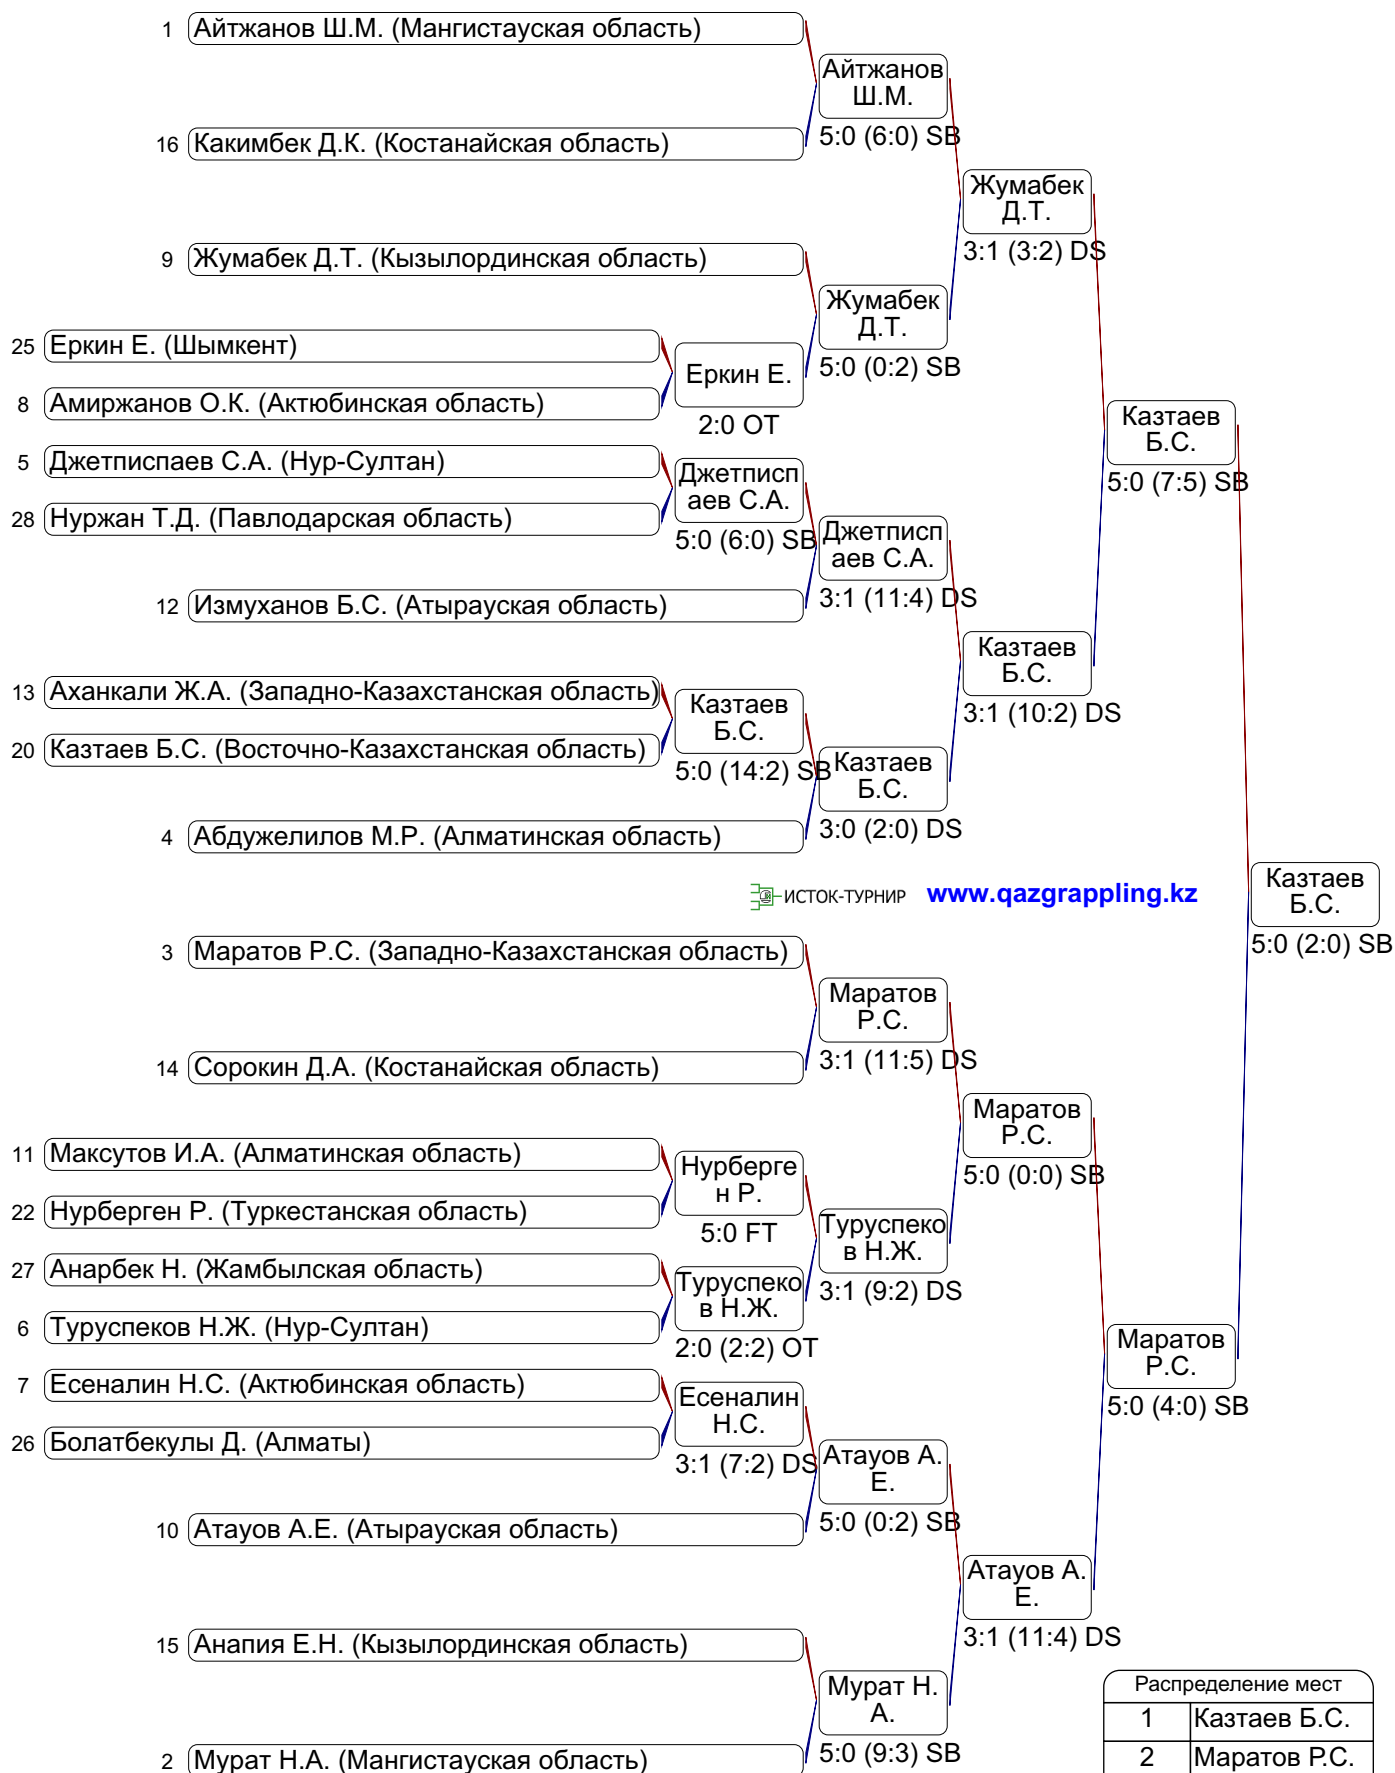 1 Айтжанов Ш.М. (Мангистауская область)
Айтжанов
Ш.М.
5:0 (6:0) SB
16 Какимбек Д.К. (Костанайская область)
Жумабек
Д.Т.
3:1 (3:2) DS
9 Жумабек Д.Т. (Кызылординская область)
Жумабек
Д.Т.
5:0 (0:2) SB
25 Еркин Е. (Шымкент)
Еркин Е.
2:0 OT
8 Амиржанов О.К. (Актюбинская область)
Казтаев
Б.С.
5:0 (7:5) SB
5 Джетписпаев С.А. (Нур-Султан)
Джетписп
аев С.А.
5:0 (6:0) SB
28 Нуржан Т.Д. (Павлодарская область)
Джетписп
аев С.А.
3:1 (11:4) DS
12 Измуханов Б.С. (Атырауская область)
Казтаев
Б.С.
3:1 (10:2) DS
13 Аханкали Ж.А. (Западно-Казахстанская область)
Казтаев
Б.С.
5:0 (14:2) SB
20 Казтаев Б.С. (Восточно-Казахстанская область)
Казтаев
Б.С.
3:0 (2:0) DS
4 Абдужелилов М.Р. (Алматинская область)
ИСТОК-ТУРНИР www.qazgrappling.kz
Казтаев
Б.С.
5:0 (2:0) SB
3 Маратов Р.С. (Западно-Казахстанская область)
Маратов
Р.С.
3:1 (11:5) DS
14 Сорокин Д.А. (Костанайская область)
Маратов
Р.С.
5:0 (0:0) SB
11 Максутов И.А. (Алматинская область)
Нурберге
н Р.
5:0 FT
22 Нурберген Р. (Туркестанская область)
Туруспеко
в Н.Ж.
3:1 (9:2) DS
27 Анарбек Н. (Жамбылская область)
Туруспеко
в Н.Ж.
2:0 (2:2) OT
6 Туруспеков Н.Ж. (Нур-Султан)
Маратов
Р.С.
5:0 (4:0) SB
7 Есеналин Н.С. (Актюбинская область)
Есеналин
Н.С.
3:1 (7:2) DS
26 Болатбекулы Д. (Алматы)
Атауов А.
Е.
5:0 (0:2) SB
10 Атауов А.Е. (Атырауская область)
Атауов А.
Е.
3:1 (11:4) DS
15 Анапия Е.Н. (Кызылординская область)
Мурат Н.
А.
5:0 (9:3) SB
2 Мурат Н.А. (Мангистауская область)
Распределение мест
1 Казтаев Б.С.
2 Маратов Р.С.